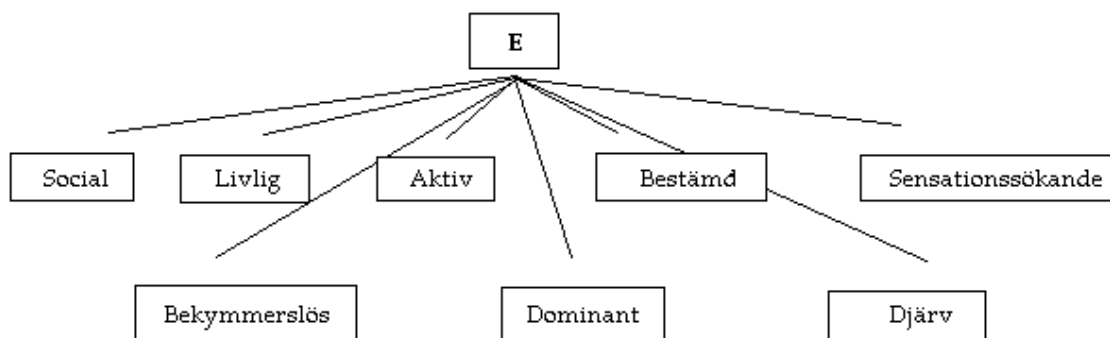 E
Social
Livlig
Aktiv
Bestämd
Sensationssökande
Bekymmerslös
Dominant
Djärv